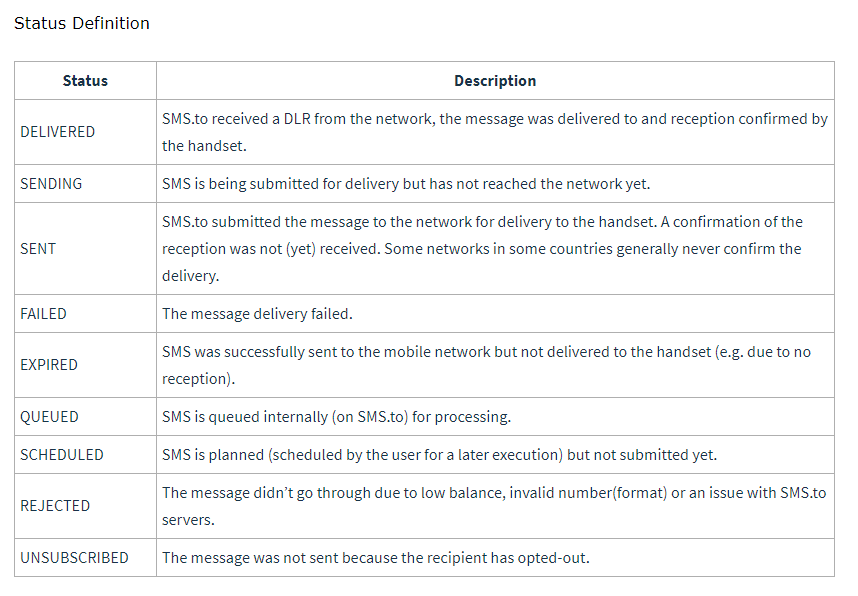 Status Definition
Status
Description
DELIVERED
SMS.to received a DLR from the network, the message was delivered to and reception confirmed by
the handset.
SENDING
SMS is being submitted for delivery but has not reached the network yet.
SENT
SMS.to submitted the message to the network for delivery to the handset. A confirmation of the
reception was not (yet) received. Some networks in some countries generally never confirm the
delivery.
FAILED
The message delivery failed.
EXPIRED
SMS was successfully sent to the mobile network but not delivered to the handset (e.g. due to no
reception).
QUEUED
SMS is queued internally (on SMS.to) for processing.
SCHEDULED
SMS is planned (scheduled by the user for a later execution) but not submitted yet.
REJECTED
The message didn’t go through due to low balance, invalid number(format) or an issue with SMS.to
servers.
UNSUBSCRIBED
The message was not sent because the recipient has opted-out.